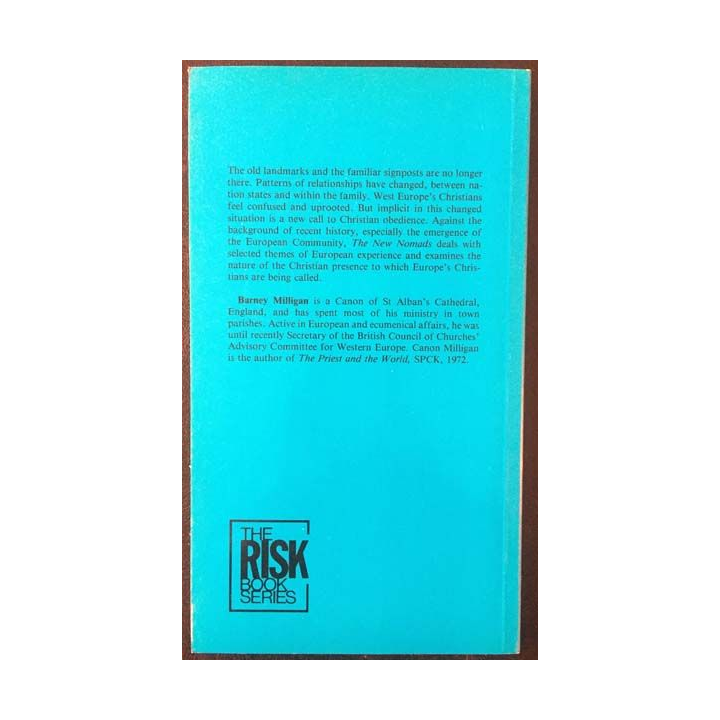 The old landmarks and the familiar signposts are no longer
there. Patterns of relationships have changed, between na-
tion states and within the family. West Europe's Christians
feel confused and uprooted. But implicit in this changed
situation is a new call to Christian obedience. Against the
background of recent history, especially the emergence of
the European Community, The New Nomads deals with
selected themes of European experience and examines the
nature of the Christian presence to which Europe's Chris-
tians are being called.
Barney Milligan is a Canon of St Alban's Cathedral,
England, and has spent most of his ministry in town
parishes. Active in European and ecumenical affairs, he was
until recently Secretary of the British Council of Churches'
Advisory Committee for Western Europe. Canon Milligan
is the author of The Priest and the World, SPCK, 1972.
THE
RISK
BOOK
SERIES